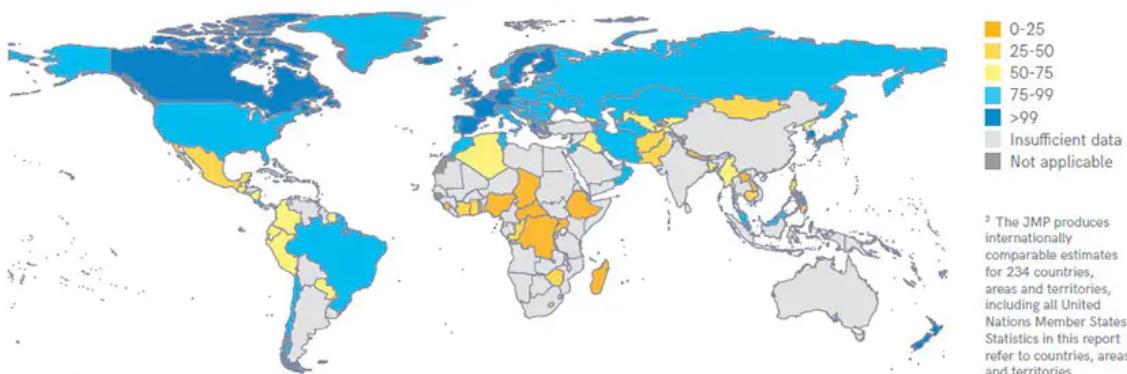 0-25
25-50
50-75
75-99
>99
Insufficient data
Not applicable
² The JMP produces
internationally
comparable estimates
for 234 countries,
areas and territories,
including all United
Nations Member States
Statistics in this report
refer to countries, areas
and territories